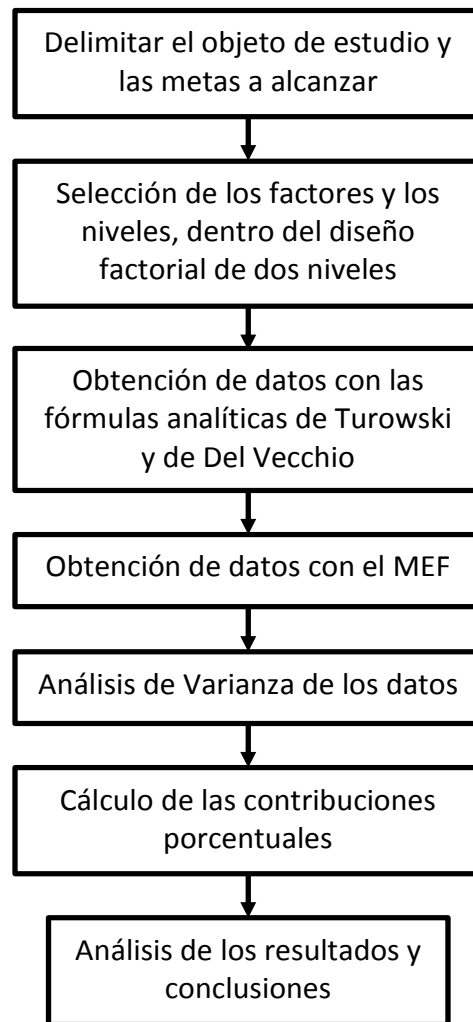 Delimitar el objeto de estudio y
las metas a alcanzar
Selección de los factores y los
niveles, dentro del diseño
factorial de dos niveles
Obtención de datos con las
fórmulas analíticas de Turowski
y de Del Vecchio
Obtención de datos con el MEF
Análisis de Varianza de los datos
Cálculo de las contribuciones
porcentuales
Análisis de los resultados y
conclusiones